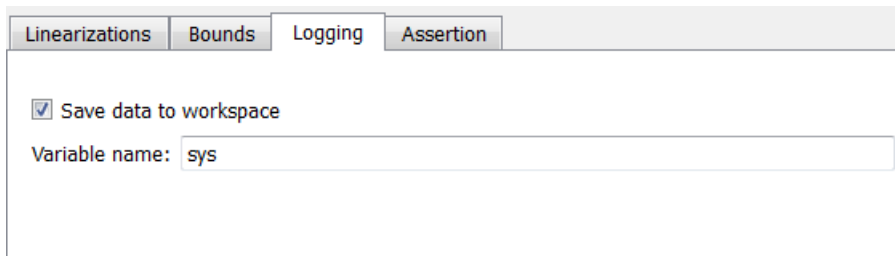 Linearizations Bounds Logging Assertion
Save data to workspace
Variable name: sys